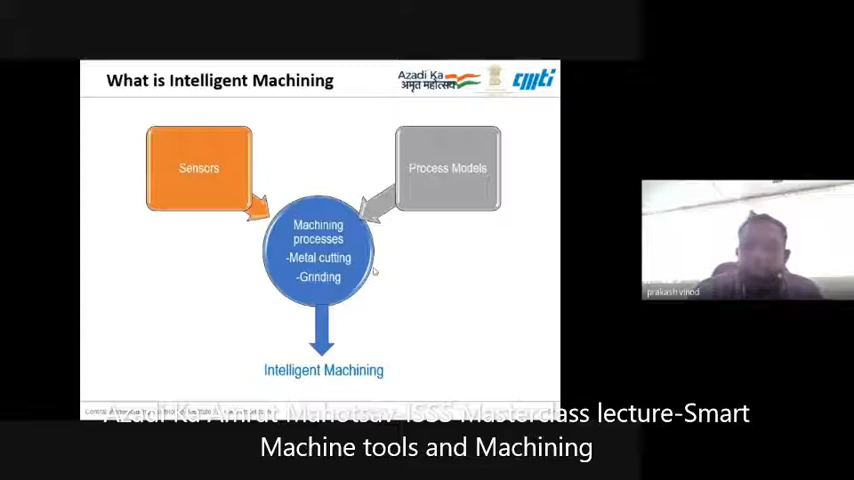 What is Intelligent Machining
Azadi Ka
अमृत महोत्सव
cmti
Sensors
Process Models
Machining
processes
-Metal cutting
-Grinding
Intelligent Machining
prakash vinod
Azadi Ka Amrut Mahotsav-ISSS Masterclass lecture-Smart
Machine tools and Machining